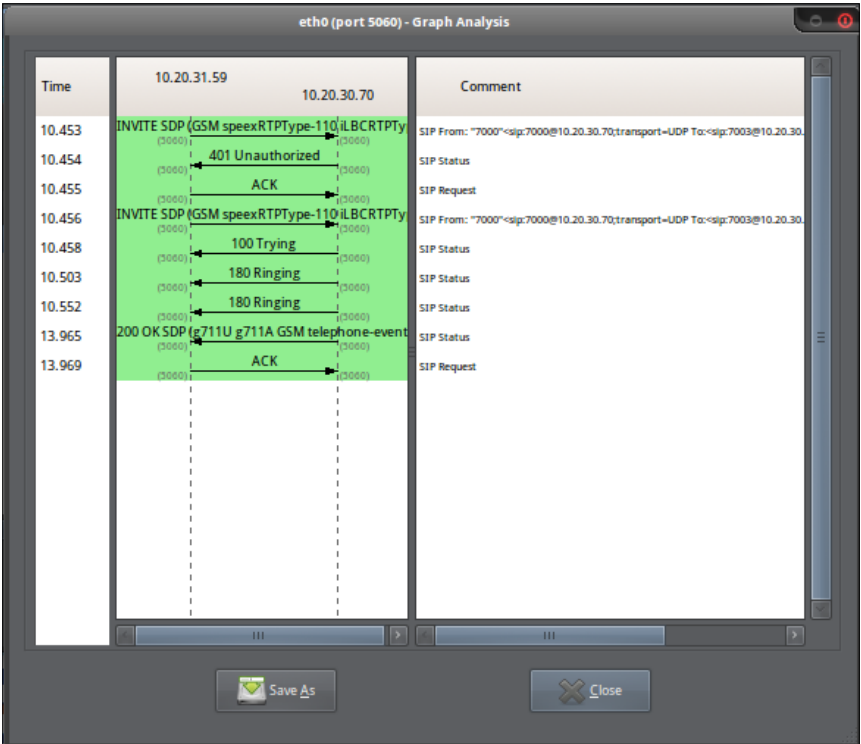 eth0 (port 5060) - Graph Analysis
Time
10.20.31.59
10.20.30.70
Comment
10.453 INVITE SDP (GSM speexRTPType-110 iLBCRTPTy SIP From: "7000"<sip:7000@10.20.30.70;transport=UDP To:<sip:7003@10.20.30.
(5060) (5060)
10.454 401 Unauthorized SIP Status
(5060) (5060)
10.455 ACK SIP Request
(5060) (5060)
10.456 INVITE SDP (GSM speexRTPType-110 iLBCRTPTy SIP From: "7000"<sip:7000@10.20.30.70;transport=UDP To:<sip:7003@10.20.30.
(5060) (5060)
10.458 100 Trying SIP Status
(5060) (5060)
10.503 180 Ringing SIP Status
(5060) (5060)
10.552 180 Ringing SIP Status
(5060) (5060)
13.965 200 OK SDP (g711U g711A GSM telephone-event SIP Status
(5060) (5060)
13.969 ACK SIP Request
(5060) (5060)
Save As
Close